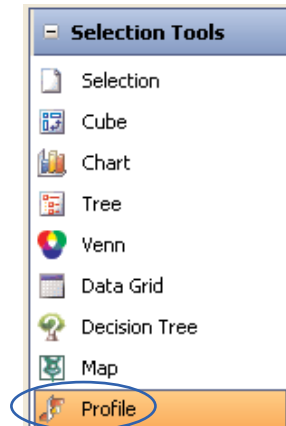 Selection Tools
Selection
Cube
Chart
Tree
Venn
Data Grid
Decision Tree
Map
Profile